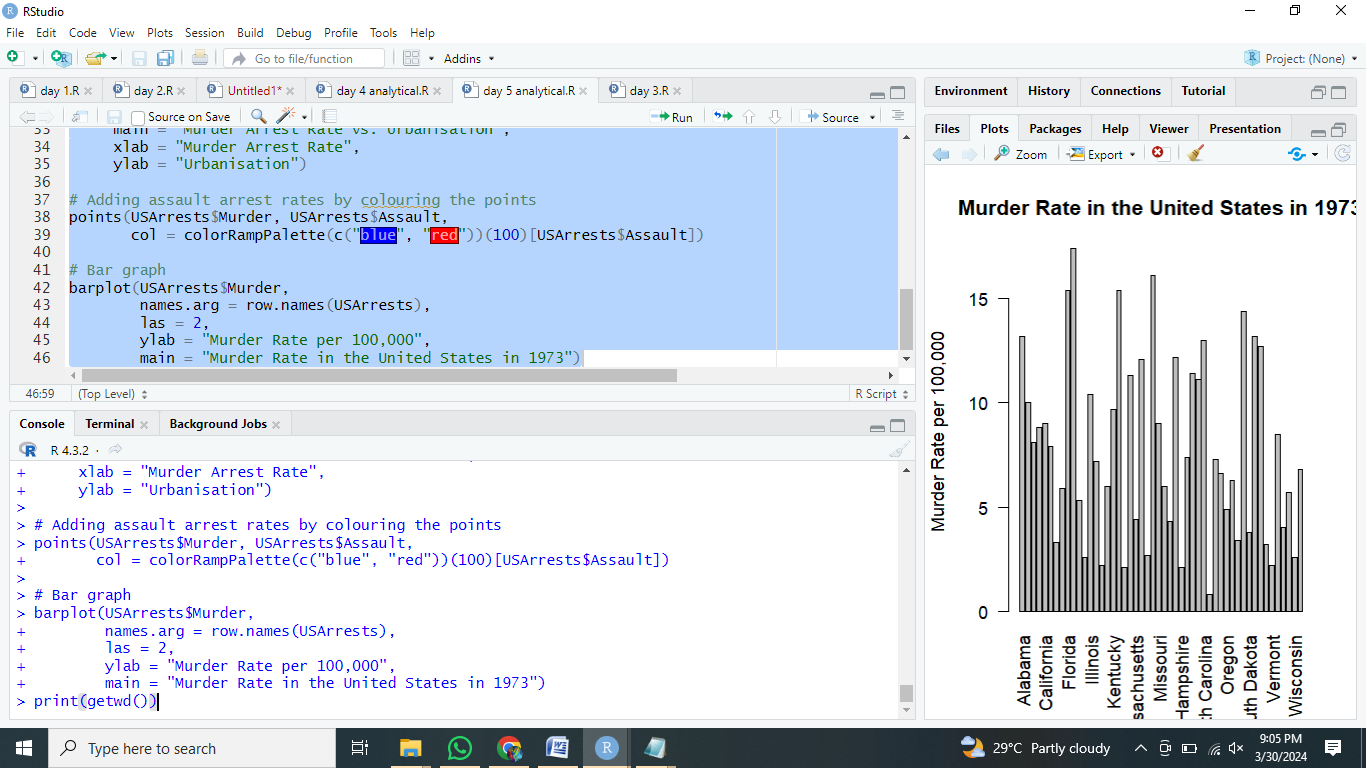 RStudio
File Edit Code View Plots Session Build Debug Profile Tools Help
Go to file/function
Addins
Project: (None)
day 1.R
day 2.R
Untitled1*
day 4 analytical.R
day 5 analytical.R
day 3.R
Source on Save
Run
Source
33 main = "Murder Arrest Rate vs. Urbanisation",
34 xlab = "Murder Arrest Rate",
35 ylab = "Urbanisation")
36
37 # Adding assault arrest rates by colouring the points
38 points(USArrests$Murder, USArrests$Assault,
39 col = colorRampPalette(c("blue", "red"))(100)[USArrests$Assault])
40
41 # Bar graph
42 barplot(USArrests$Murder,
43 names.arg = row.names(USArrests),
44 las = 2,
45 ylab = "Murder Rate per 100,000",
46 main = "Murder Rate in the United States in 1973")
46:59 (Top Level) R Script
Console Terminal Background Jobs
R 4.3.2 ·
+ xlab = "Murder Arrest Rate",
+ ylab = "Urbanisation")
>
> # Adding assault arrest rates by colouring the points
> points(USArrests$Murder, USArrests$Assault,
+ col = colorRampPalette(c("blue", "red"))(100)[USArrests$Assault])
>
> # Bar graph
> barplot(USArrests$Murder,
+ names.arg = row.names(USArrests),
+ las = 2,
+ ylab = "Murder Rate per 100,000",
+ main = "Murder Rate in the United States in 1973")
> print(getwd())
Environment History Connections Tutorial
Files Plots Packages Help Viewer Presentation
Zoom Export
Murder Rate in the United States in 1973
Murder Rate per 100,000
15
10
5
0
Alabama
California
Florida
Illinois
Kentucky
sachusetts
Missouri
Hampshire
th Carolina
Oregon
uth Dakota
Vermont
Wisconsin
Type here to search
29°C Partly cloudy
9:05 PM
3/30/2024